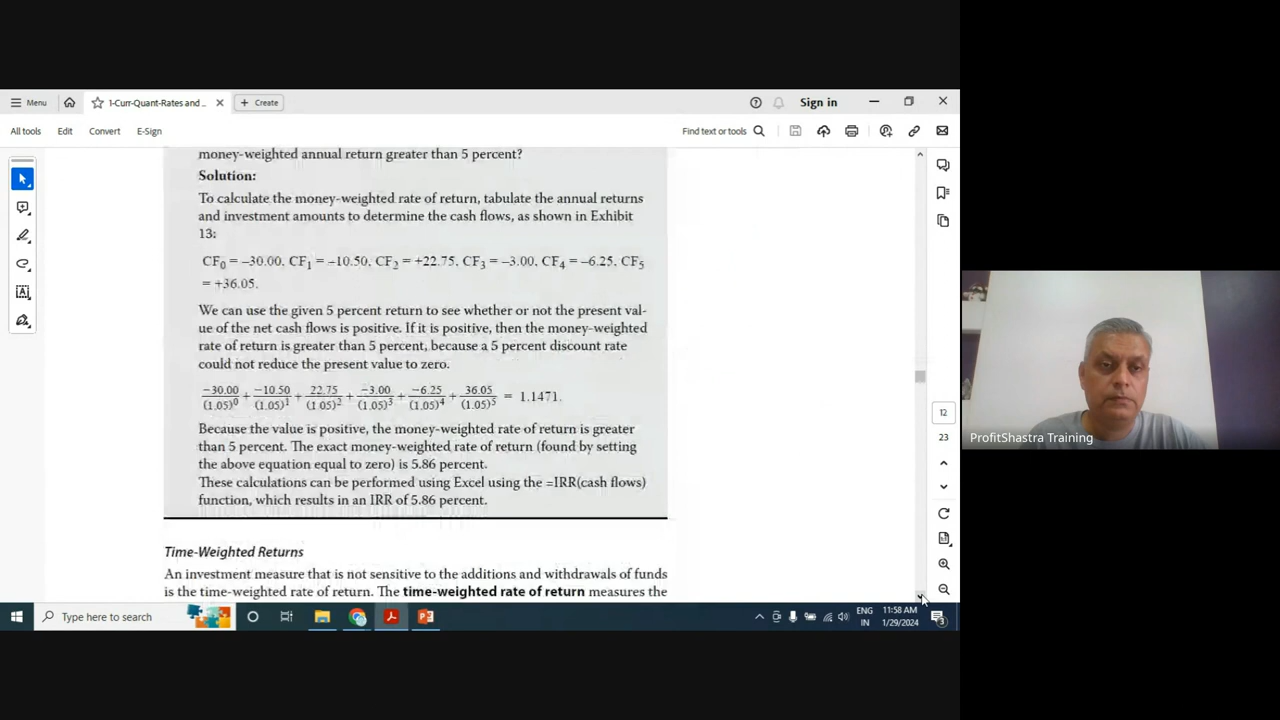 Menu
1-Curr-Quant-Rates and ...
Create
Sign in
All tools
Edit
Convert
E-Sign
Find text or tools
money-weighted annual return greater than 5 percent?
Solution:
To calculate the money-weighted rate of return, tabulate the annual returns
and investment amounts to determine the cash flows, as shown in Exhibit
13:
CF0 = −30.00, CF1 = −10.50, CF2 = +22.75, CF3 = −3.00, CF4 = −6.25, CF5
= +36.05.
We can use the given 5 percent return to see whether or not the present val-
ue of the net cash flows is positive. If it is positive, then the money-weighted
rate of return is greater than 5 percent, because a 5 percent discount rate
could not reduce the present value to zero.
−30.00/(1.05)^0 + −10.50/(1.05)^1 + 22.75/(1.05)^2 + −3.00/(1.05)^3 + −6.25/(1.05)^4 + 36.05/(1.05)^5 = 1.1471.
Because the value is positive, the money-weighted rate of return is greater
than 5 percent. The exact money-weighted rate of return (found by setting
the above equation equal to zero) is 5.86 percent.
These calculations can be performed using Excel using the =IRR(cash flows)
function, which results in an IRR of 5.86 percent.
Time-Weighted Returns
An investment measure that is not sensitive to the additions and withdrawals of funds
is the time-weighted rate of return. The time-weighted rate of return measures the
12
23
ProfitShastra Training
Type here to search
ENG
IN
11:58 AM
1/29/2024
3